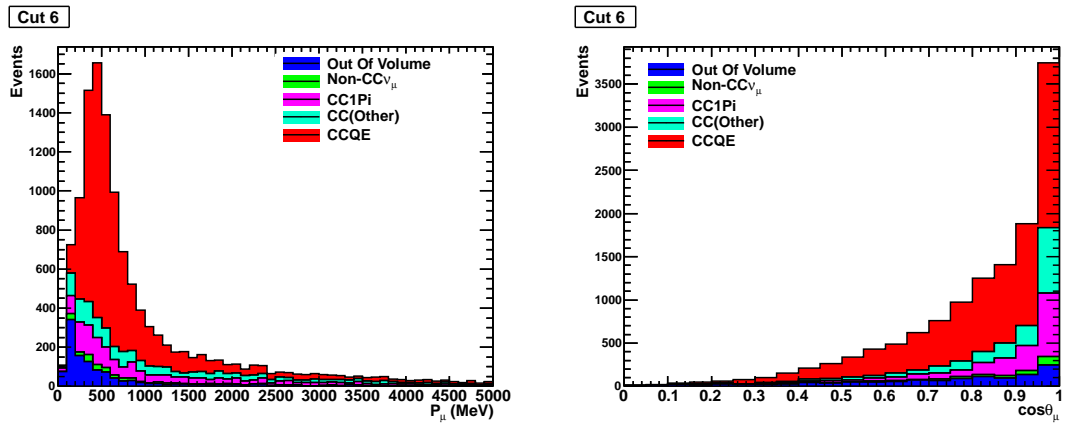 Cut 6
Events
1600
1400
1200
1000
800
600
400
200
0
0 500 1000 1500 2000 2500 3000 3500 4000 4500 5000
P_μ (MeV)
Out Of Volume
Non-CCν_μ
CC1Pi
CC(Other)
CCQE
Cut 6
Events
3500
3000
2500
2000
1500
1000
500
0
0 0.1 0.2 0.3 0.4 0.5 0.6 0.7 0.8 0.9 1
cosθ_μ
Out Of Volume
Non-CCν_μ
CC1Pi
CC(Other)
CCQE